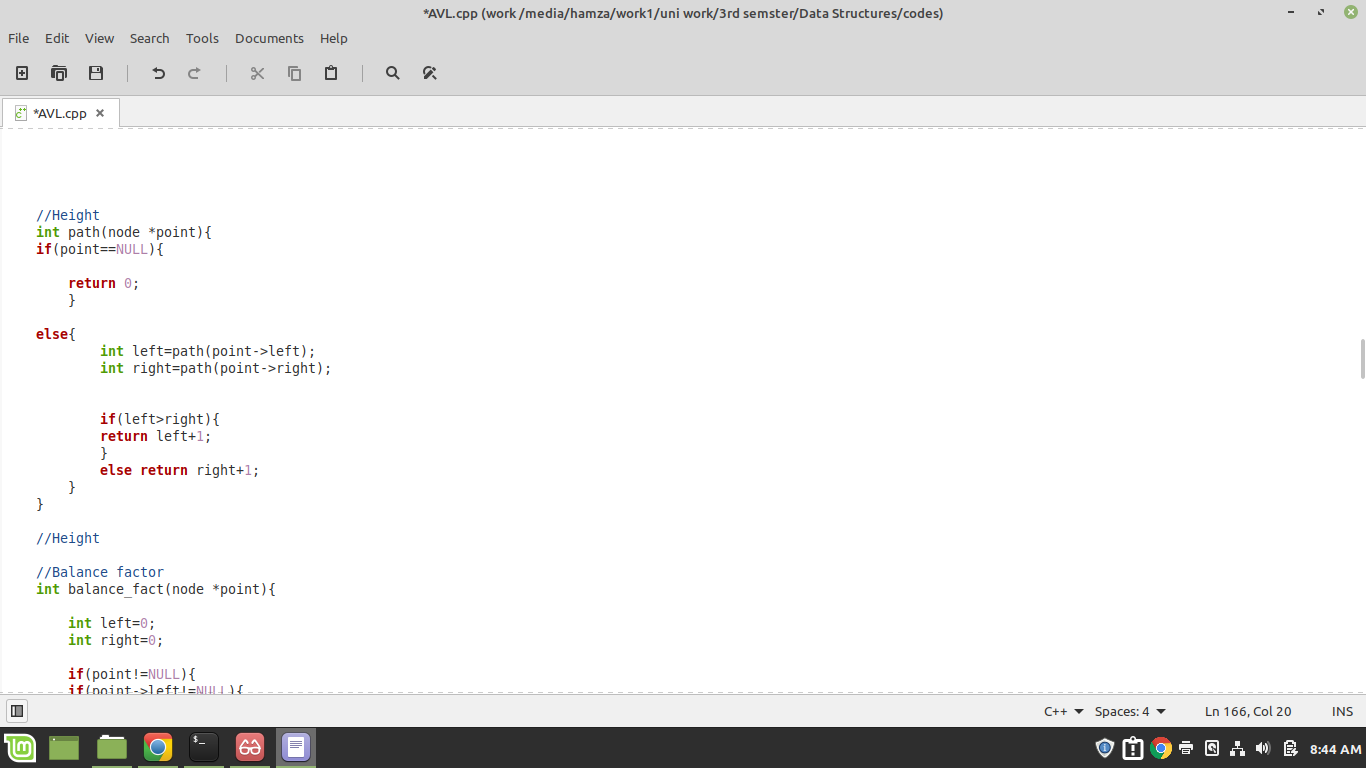 *AVL.cpp (work /media/hamza/work1/uni work/3rd semster/Data Structures/codes)
File Edit View Search Tools Documents Help
*AVL.cpp
//Height
int path(node *point){
if(point==NULL){
return 0;
}
else{
int left=path(point->left);
int right=path(point->right);
if(left>right){
return left+1;
}
else return right+1;
}
}
//Height
//Balance factor
int balance_fact(node *point){
int left=0;
int right=0;
if(point!=NULL){
if(point->left!=NULL){
C++ Spaces: 4 Ln 166, Col 20 INS
8:44 AM